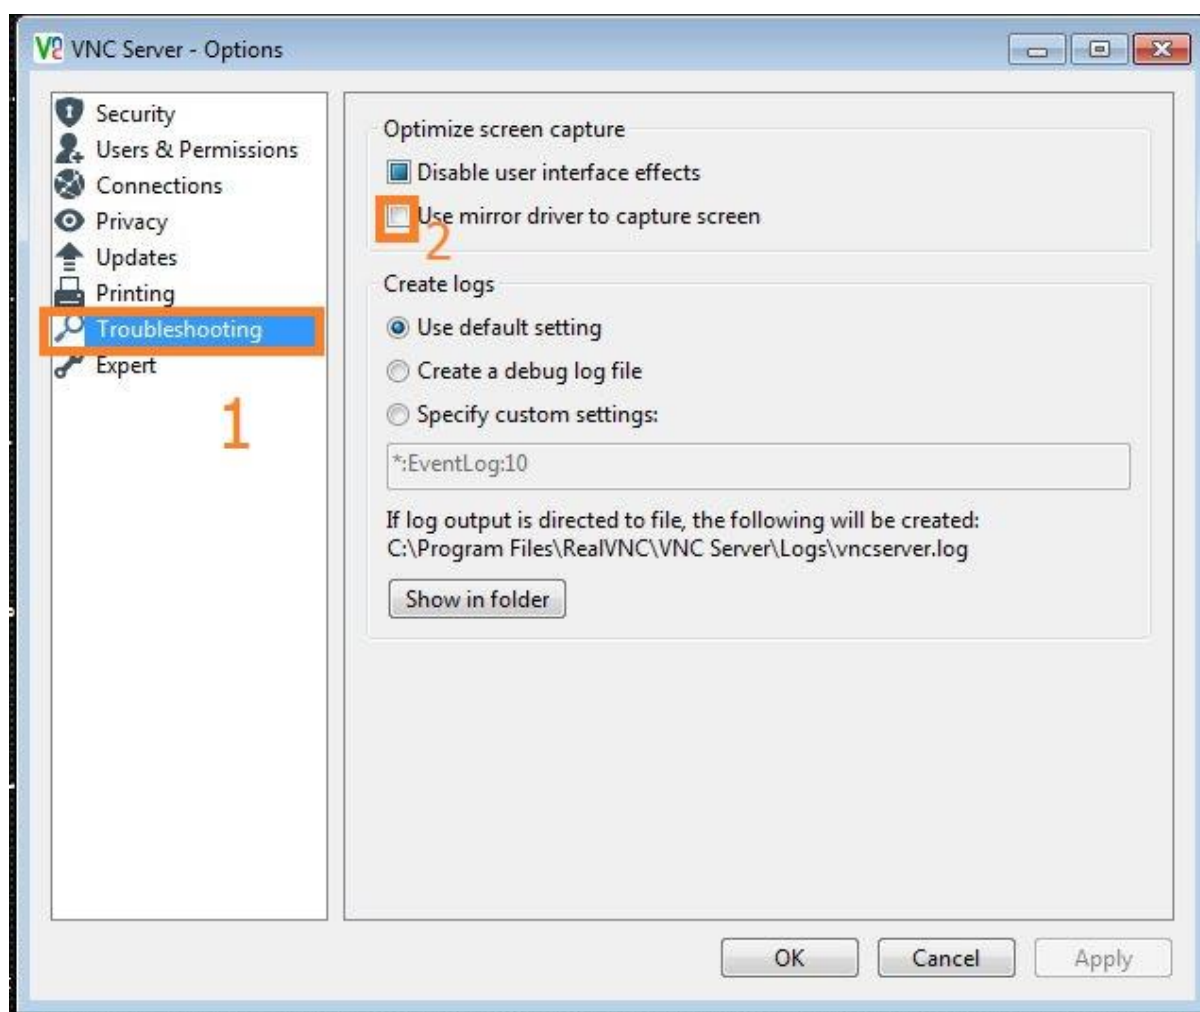 VNC Server - Options
Security
Users & Permissions
Connections
Privacy
Updates
Printing
Troubleshooting
Expert
1
Optimize screen capture
Disable user interface effects
Use mirror driver to capture screen
2
Create logs
Use default setting
Create a debug log file
Specify custom settings:
*:EventLog:10
If log output is directed to file, the following will be created:
C:\Program Files\RealVNC\VNC Server\Logs\vncserver.log
Show in folder
OK
Cancel
Apply